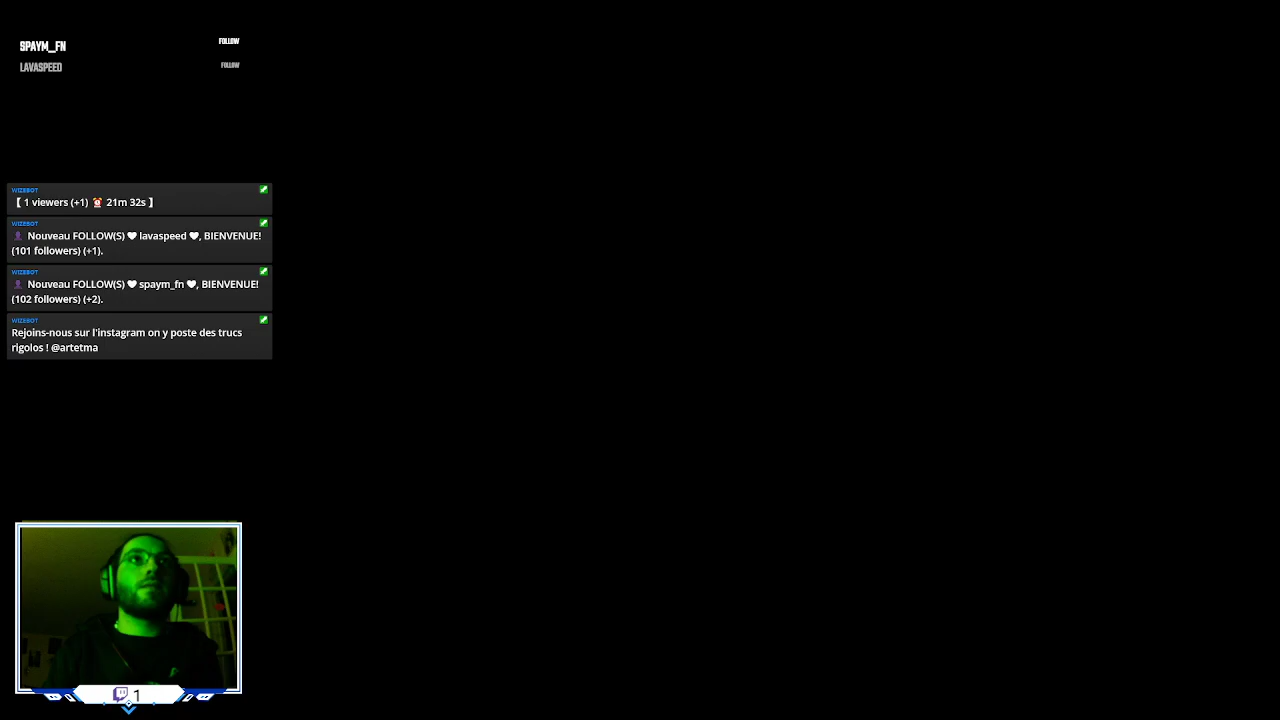 SPAYM_FN FOLLOW
LAVASPEED FOLLOW
WIZEBOT
【 1 viewers (+1) ⏰ 21m 32s 】
WIZEBOT
👤 Nouveau FOLLOW(S) 🤍 lavaspeed 🤍, BIENVENUE!
(101 followers) (+1).
WIZEBOT
👤 Nouveau FOLLOW(S) 🤍 spaym_fn 🤍, BIENVENUE!
(102 followers) (+2).
WIZEBOT
Rejoins-nous sur l'instagram on y poste des trucs
rigolos ! @artetma
1